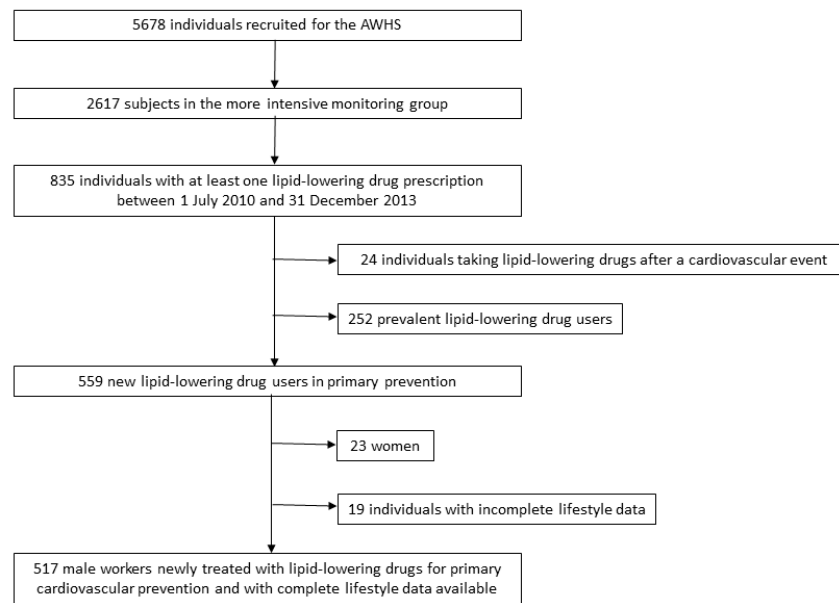 5678 individuals recruited for the AWHS
2617 subjects in the more intensive monitoring group
835 individuals with at least one lipid-lowering drug prescription
between 1 July 2010 and 31 December 2013
24 individuals taking lipid-lowering drugs after a cardiovascular event
252 prevalent lipid-lowering drug users
559 new lipid-lowering drug users in primary prevention
23 women
19 individuals with incomplete lifestyle data
517 male workers newly treated with lipid-lowering drugs for primary
cardiovascular prevention and with complete lifestyle data available